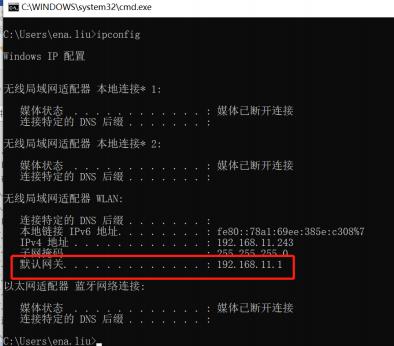 C:\WINDOWS\system32\cmd.exe
C:\Users\ena.liu>ipconfig
Windows IP 配置
无线局域网适配器 本地连接* 1:
媒体状态 . . . . . . . . . . . . : 媒体已断开连接
连接特定的 DNS 后缀 . . . . . . . :
无线局域网适配器 本地连接* 2:
媒体状态 . . . . . . . . . . . . : 媒体已断开连接
连接特定的 DNS 后缀 . . . . . . . :
无线局域网适配器 WLAN:
连接特定的 DNS 后缀 . . . . . . . :
本地链接 IPv6 地址. . . . . . . . : fe80::78a1:69ee:385e:c308%7
IPv4 地址 . . . . . . . . . . . . : 192.168.11.243
子网掩码 . . . . . . . . . . . . : 255.255.255.0
默认网关. . . . . . . . . . . . . : 192.168.11.1
以太网适配器 蓝牙网络连接:
媒体状态 . . . . . . . . . . . . : 媒体已断开连接
连接特定的 DNS 后缀 . . . . . . . :
C:\Users\ena.liu>